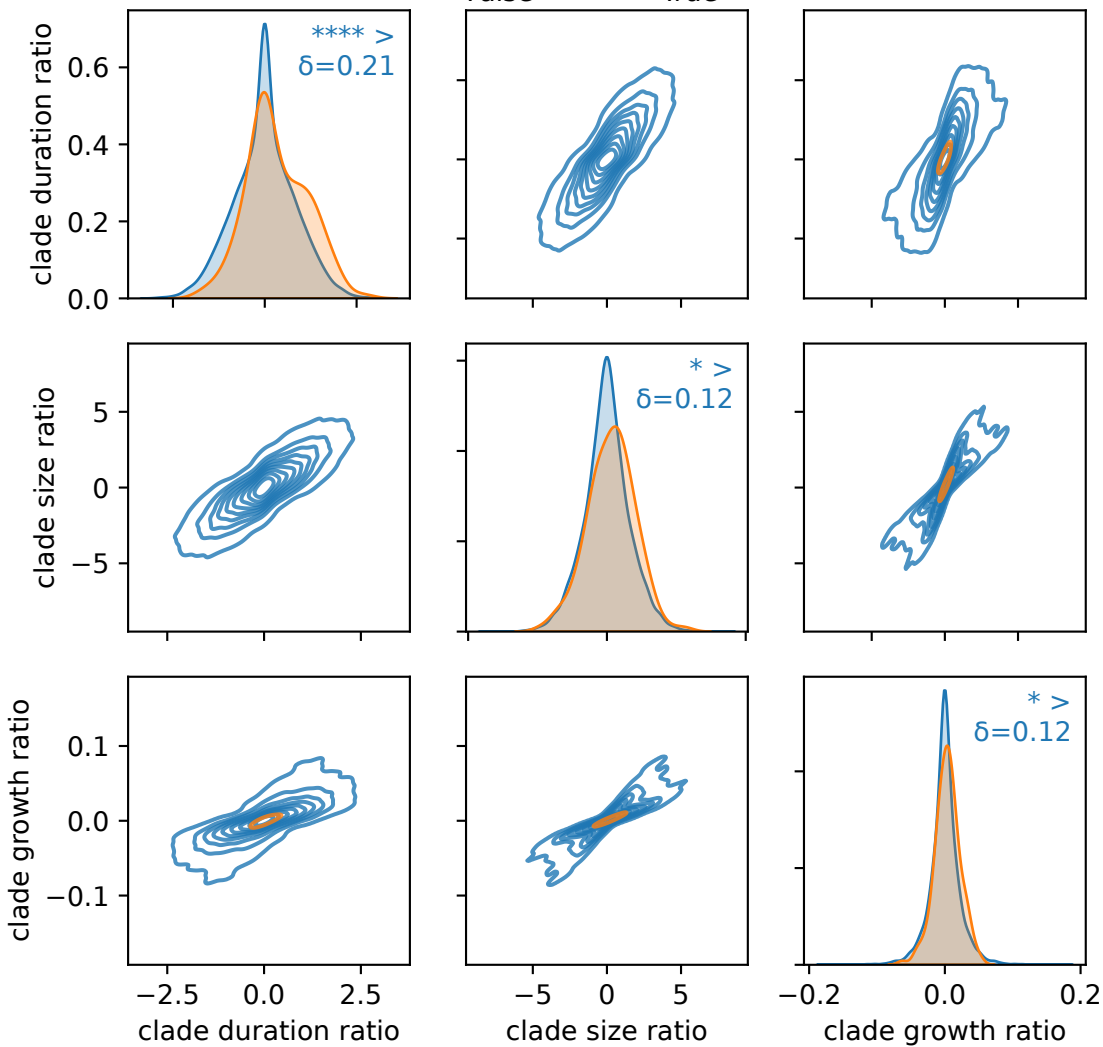 **** >
δ=0.21
clade duration ratio
0.6
0.4
0.2
0.0
* >
δ=0.12
clade size ratio
5
0
−5
* >
δ=0.12
clade growth ratio
0.1
0.0
−0.1
−2.5 0.0 2.5 −5 0 5 −0.2 0.0 0.2
clade duration ratio clade size ratio clade growth ratio